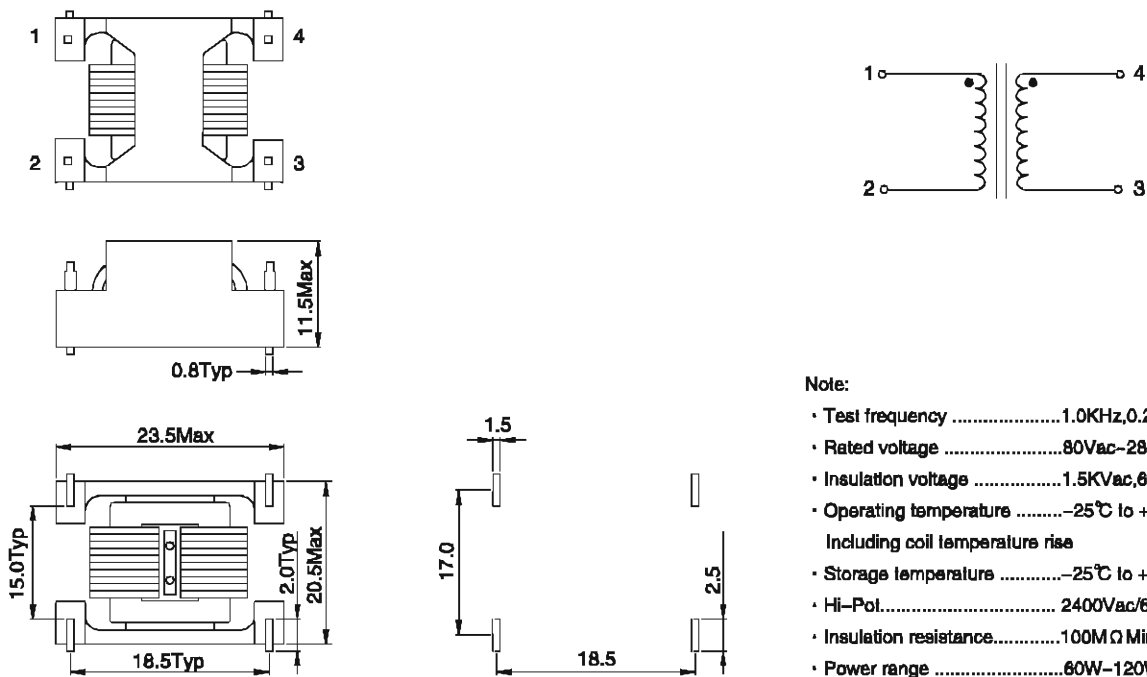 1
4
2
3
1
4
2
3
11.5Max
0.8Typ
Note:
· Test frequency .....................1.0KHz,0.2
· Rated voltage .......................80Vac~28
· Insulation voltage .................1.5KVac,6
· Operating temperature .........−25℃ to +
Including coil temperature rise
· Storage temperature ............−25℃ to +
· Hi−Pot.................................. 2400Vac/6
· Insulation resistance.............100MΩ Min
· Power range .........................60W−120W
23.5Max
15.0Typ
2.0Typ
20.5Max
18.5Typ
1.5
17.0
2.5
18.5